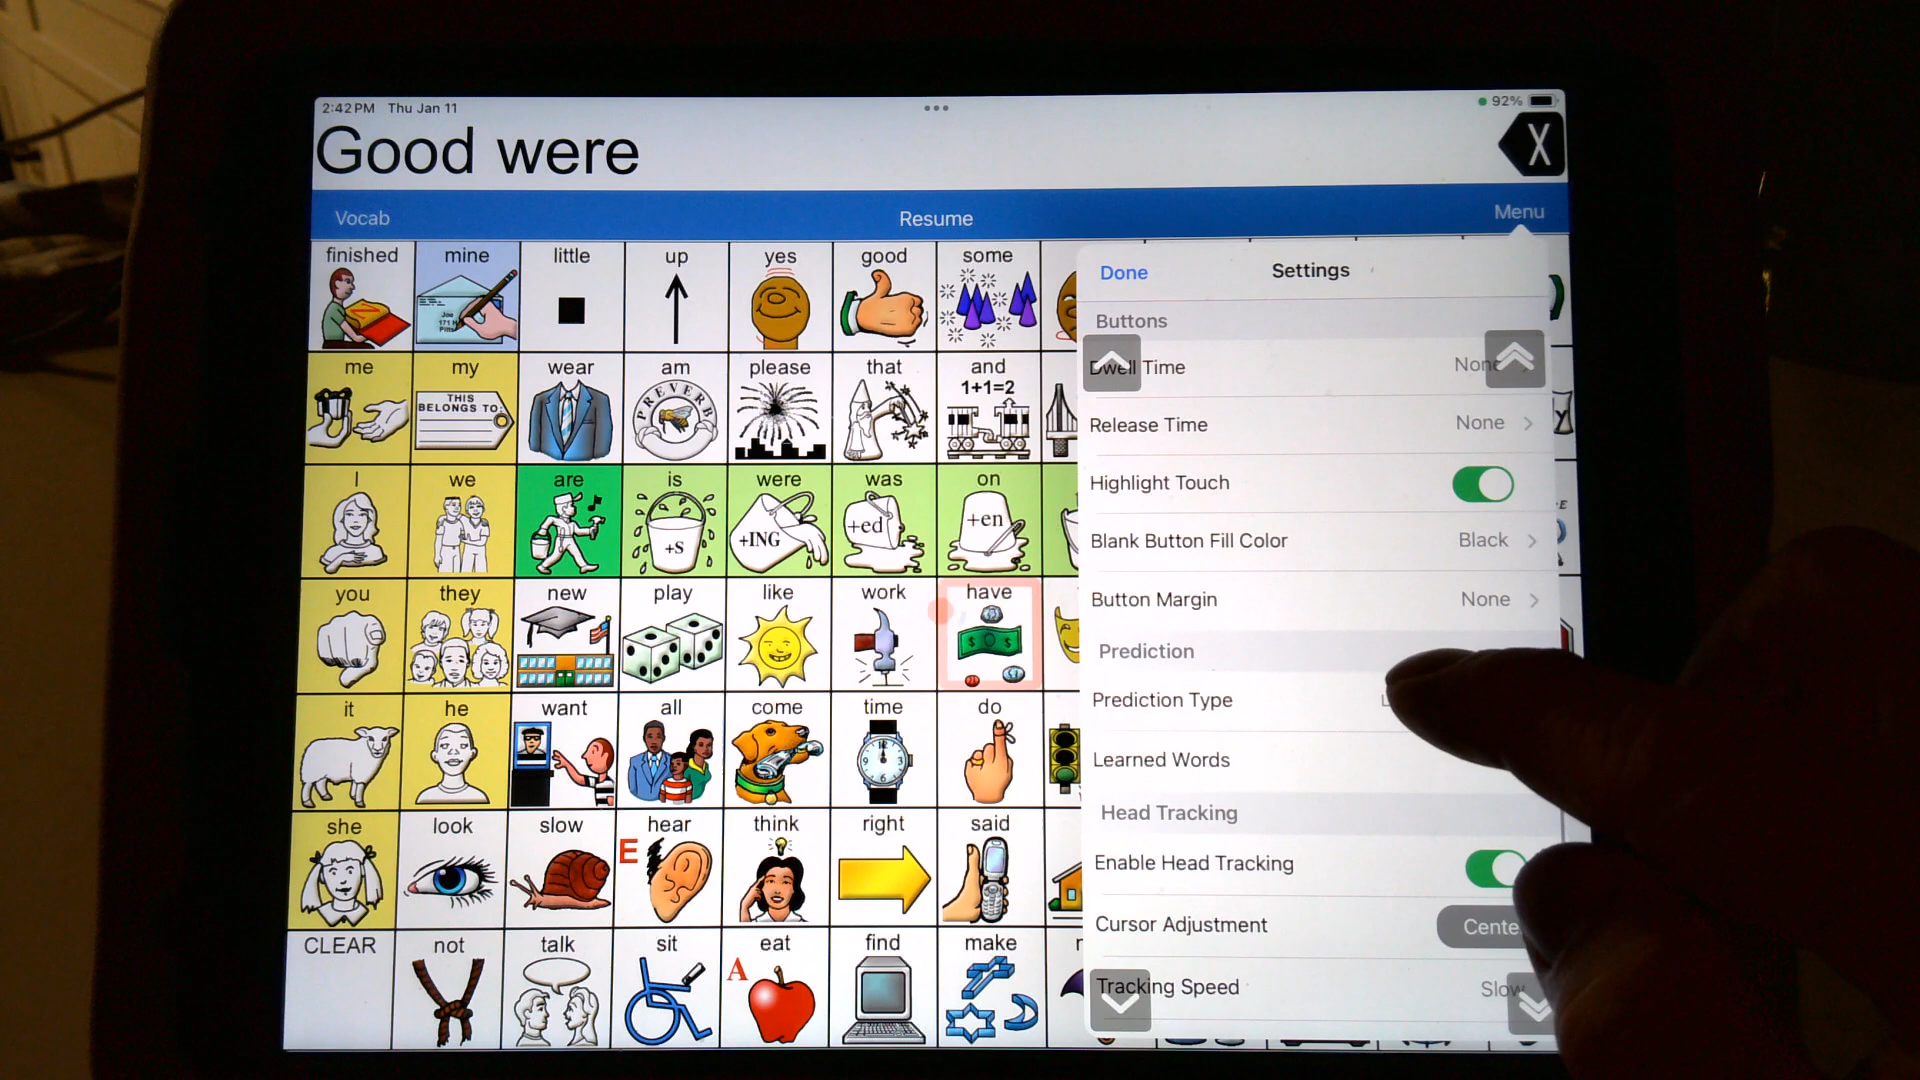 2:42 PM Thu Jan 11
92%
Good were
X
Vocab Resume Menu
finished mine little up yes good some
Joe
me my wear am please that and
THIS
BELONGS TO:
PREVERB
1+1=2
I we are is were was on
+S +ING +ed +en
you they new play like work have
it he want all come time do
she look slow hear think right said
E
CLEAR not talk sit eat find make
A
Done Settings
Buttons
Dwell Time None
Release Time None
Highlight Touch
Blank Button Fill Color Black
Button Margin None
Prediction
Prediction Type
Learned Words
Head Tracking
Enable Head Tracking
Cursor Adjustment Cente
Tracking Speed Slow